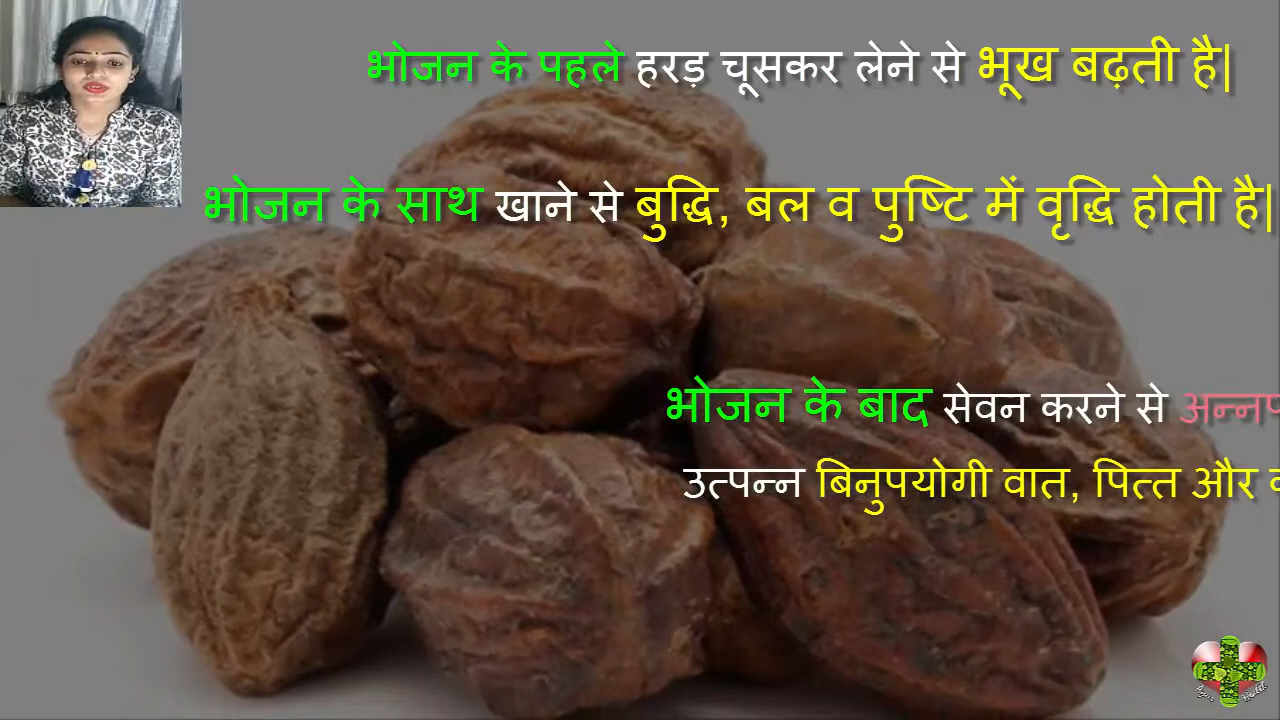 भोजन के पहले हरड़ चूसकर लेने से भूख बढ़ती है|
भोजन के साथ खाने से बुद्धि, बल व पुष्टि में वृद्धि होती है|
भोजन के बाद सेवन करने से
उत्पन्न बिनुपयोगी वात, पित्त और